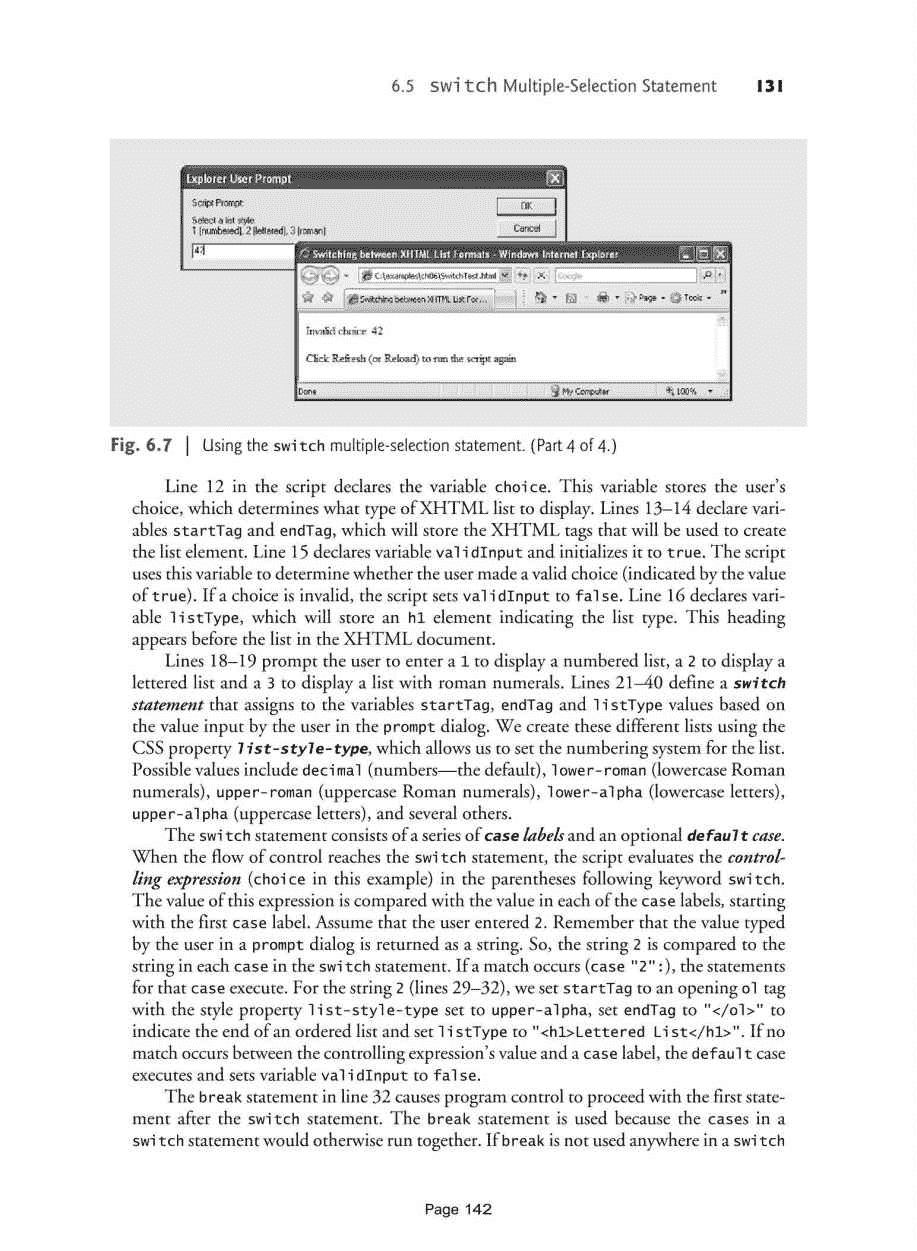 6.5 switch Multiple-Selection Statement 131
Explorer User Prompt
Script Prompt:
OK
Select a list style:
1 (numbered), 2 (lettered), 3 (roman)
Cancel
42
Switching between XHTML List Formats - Windows Internet Explorer
C:\examples\ch06\SwitchTest.html
Google
Switching between XHTML List For...
Page
Tools
Invalid choice: 42
Click Refresh (or Reload) to run the script again
Done
My Computer
100%
Fig. 6.7 | Using the switch multiple-selection statement. (Part 4 of 4.)
Line 12 in the script declares the variable choice. This variable stores the user’s
choice, which determines what type of XHTML list to display. Lines 13–14 declare vari-
ables startTag and endTag, which will store the XHTML tags that will be used to create
the list element. Line 15 declares variable validInput and initializes it to true. The script
uses this variable to determine whether the user made a valid choice (indicated by the value
of true). If a choice is invalid, the script sets validInput to false. Line 16 declares vari-
able listType, which will store an h1 element indicating the list type. This heading
appears before the list in the XHTML document.
Lines 18–19 prompt the user to enter a 1 to display a numbered list, a 2 to display a
lettered list and a 3 to display a list with roman numerals. Lines 21–40 define a switch
statement that assigns to the variables startTag, endTag and listType values based on
the value input by the user in the prompt dialog. We create these different lists using the
CSS property list-style-type, which allows us to set the numbering system for the list.
Possible values include decimal (numbers—the default), lower-roman (lowercase Roman
numerals), upper-roman (uppercase Roman numerals), lower-alpha (lowercase letters),
upper-alpha (uppercase letters), and several others.
The switch statement consists of a series of case labels and an optional default case.
When the flow of control reaches the switch statement, the script evaluates the control-
ling expression (choice in this example) in the parentheses following keyword switch.
The value of this expression is compared with the value in each of the case labels, starting
with the first case label. Assume that the user entered 2. Remember that the value typed
by the user in a prompt dialog is returned as a string. So, the string 2 is compared to the
string in each case in the switch statement. If a match occurs (case "2":), the statements
for that case execute. For the string 2 (lines 29–32), we set startTag to an opening ol tag
with the style property list-style-type set to upper-alpha, set endTag to "</ol>" to
indicate the end of an ordered list and set listType to "<h1>Lettered List</h1>". If no
match occurs between the controlling expression’s value and a case label, the default case
executes and sets variable validInput to false.
The break statement in line 32 causes program control to proceed with the first state-
ment after the switch statement. The break statement is used because the cases in a
switch statement would otherwise run together. If break is not used anywhere in a switch
Page 142